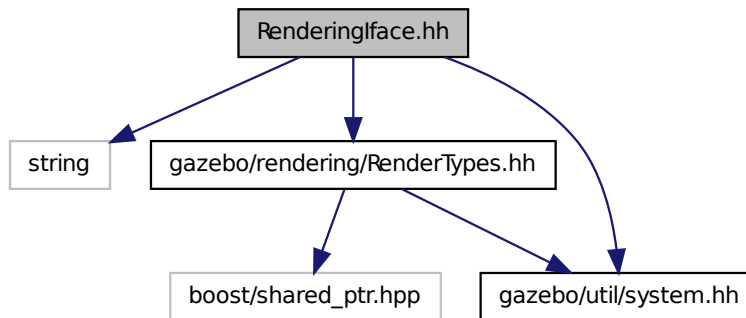 RenderingIface.hh
string
gazebo/rendering/RenderTypes.hh
boost/shared_ptr.hpp
gazebo/util/system.hh